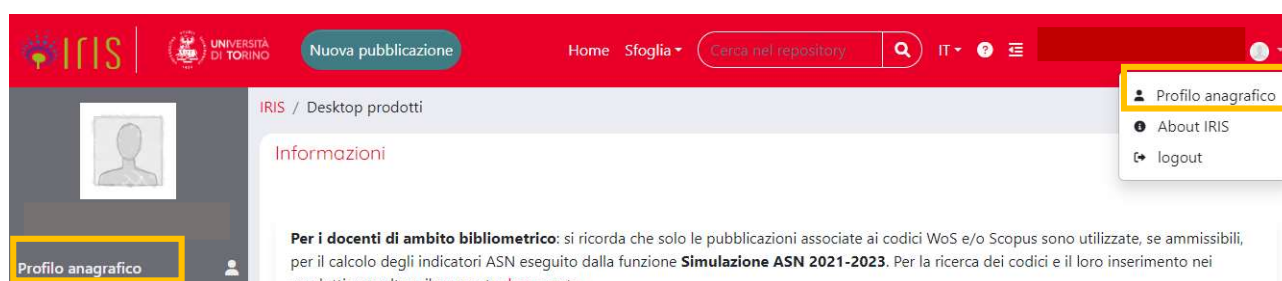 IRIS
UNIVERSITÀ
DI TORINO
Nuova pubblicazione
Home Sfoglia Cerca nel repository IT
Profilo anagrafico
About IRIS
logout
IRIS / Desktop prodotti
Informazioni
Per i docenti di ambito bibliometrico: si ricorda che solo le pubblicazioni associate ai codici WoS e/o Scopus sono utilizzate, se ammissibili,
per il calcolo degli indicatori ASN eseguito dalla funzione Simulazione ASN 2021-2023. Per la ricerca dei codici e il loro inserimento nei
Profilo anagrafico